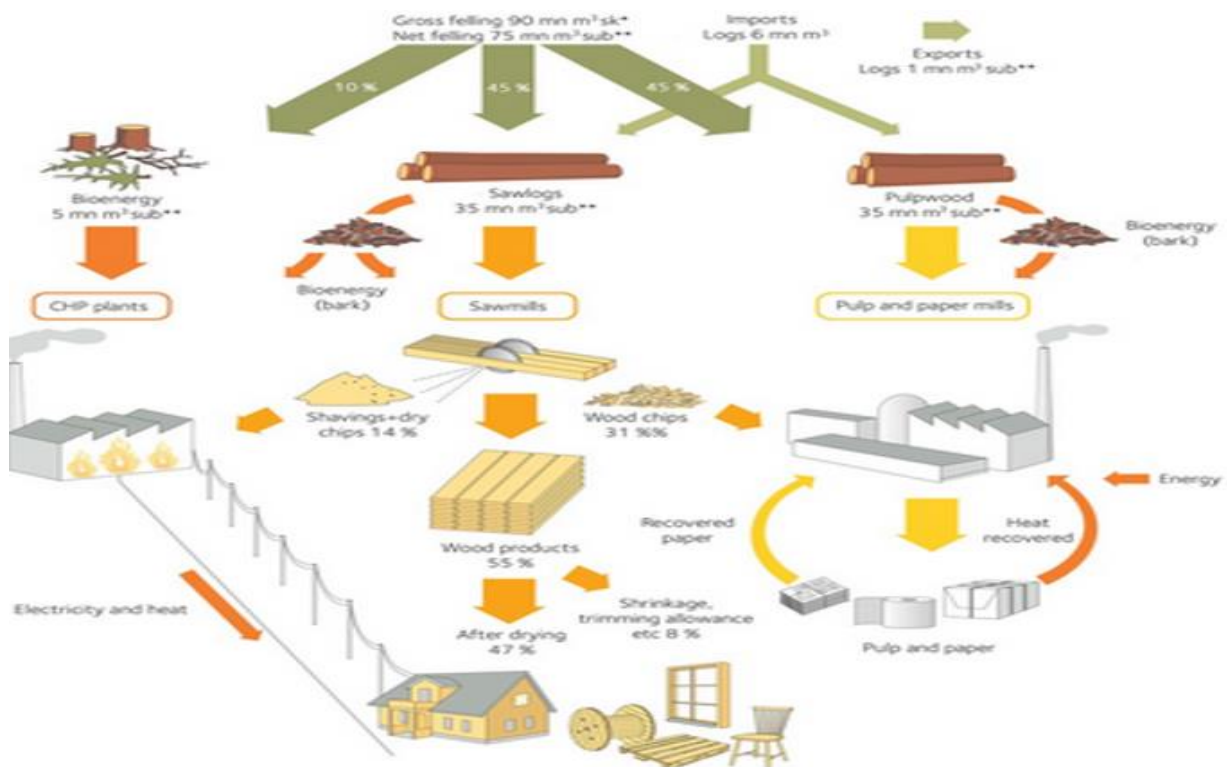 Gross felling 90 mn m³sk*
Net felling 75 mn m³sub**
Imports
Logs 6 mn m³
Exports
Logs 1 mn m³ sub**
10 %
45 %
45 %
Bioenergy
5 mn m³sub**
Sawlogs
35 mn m³sub**
Pulpwood
35 mn m³sub**
Bioenergy
(bark)
Bioenergy
(bark)
CHP plants
Sawmills
Pulp and paper mills
Shavings+dry
chips 14 %
Wood chips
31 %%
Energy
Recovered
paper
Heat
recovered
Wood products
55 %
Electricity and heat
Shrinkage,
trimming allowance
etc 8 %
After drying
47 %
Pulp and paper